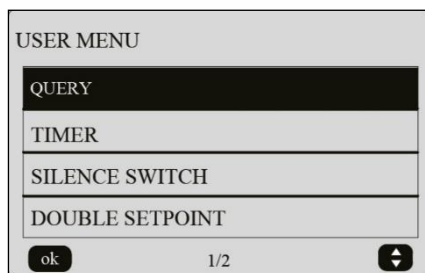 USER MENU
QUERY
TIMER
SILENCE SWITCH
DOUBLE SETPOINT
ok 1/2